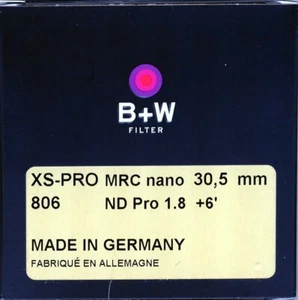 B+W
FILTER
XS-PRO MRC nano 30,5 mm
806 ND Pro 1.8 +6'
MADE IN GERMANY
FABRIQUÉ EN ALLEMAGNE